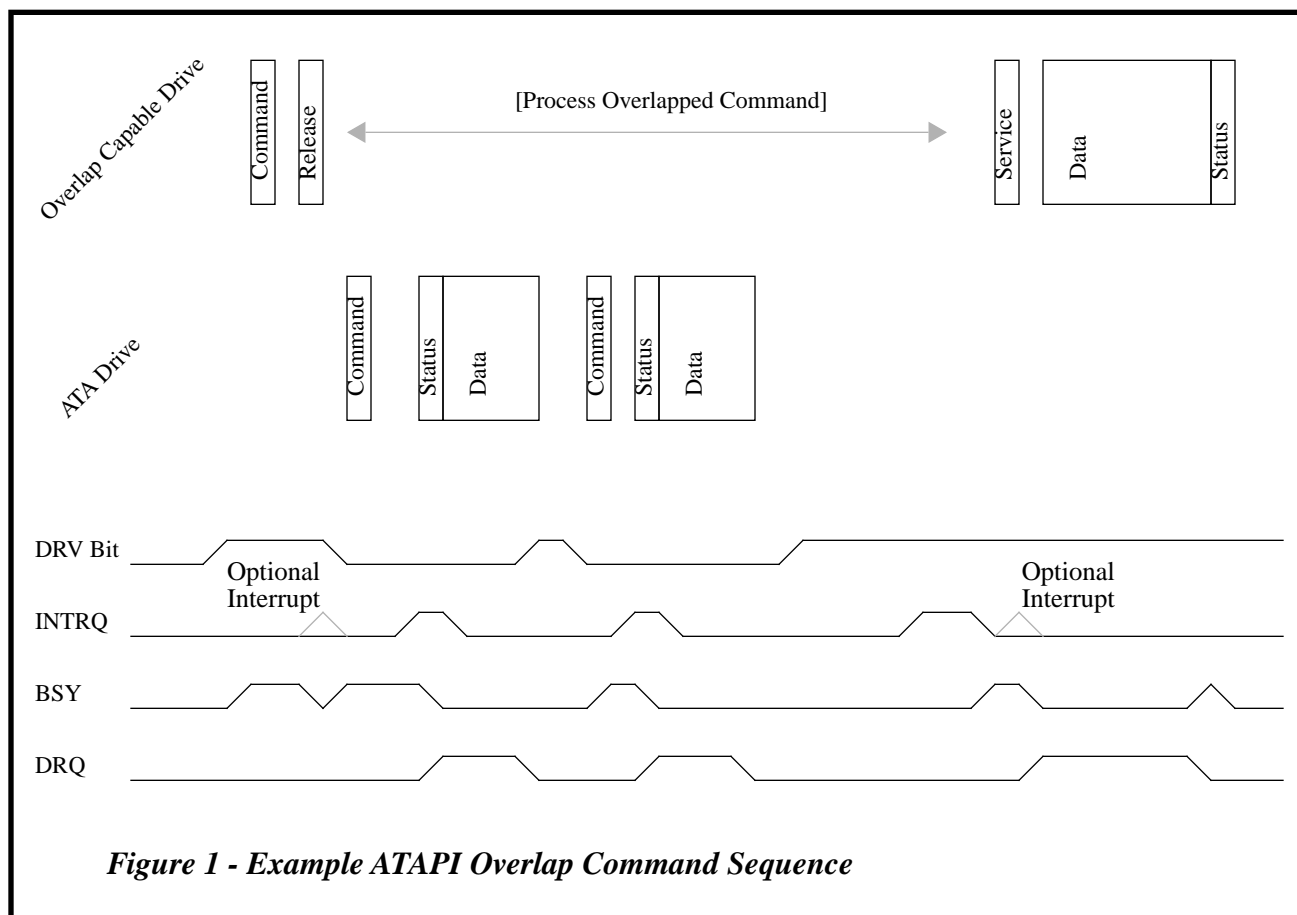 Overlap Capable Drive
Command
Release
[Process Overlapped Command]
Service
Data
Status
ATA Drive
Command
Status
Data
Command
Status
Data
DRV Bit
Optional
Interrupt
Optional
Interrupt
INTRQ
BSY
DRQ
Figure 1 - Example ATAPI Overlap Command Sequence